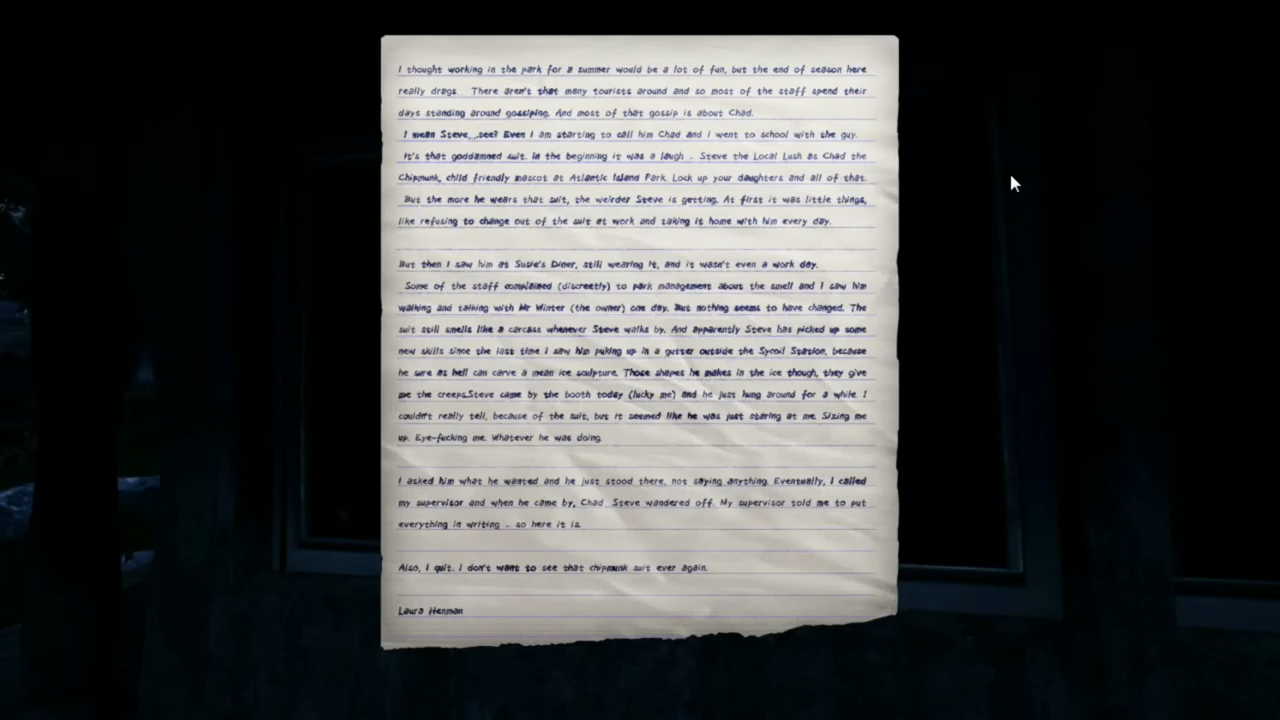 I thought working in the park for a summer would be a lot of fun, but the end of season here
really drags. There aren't that many tourists around and so most of the staff spend their
days standing around gossiping. And most of that gossip is about Chad.
I mean Steve...see? Even I am starting to call him Chad and I went to school with the guy.
It's that goddamned suit. In the beginning it was a laugh - Steve the Local Lush as Chad the
Chipmunk, child friendly mascot at Atlantic Island Park. Lock up your daughters and all of that.
But the more he wears that suit, the weirder Steve is getting. At first it was little things,
like refusing to change out of the suit at work and taking it home with him every day.
But then I saw him at Susie's Diner, still wearing it, and it wasn't even a work day.
Some of the staff complained (discreetly) to park management about the smell and I saw him
walking and talking with Mr Winter (the owner) one day. But nothing seems to have changed. The
suit still smells like a carcass whenever Steve walks by. And apparently Steve has picked up some
new skills since the last time I saw him puking up in a gutter outside the Sycoil Station, because
he sure as hell can carve a mean ice sculpture. Those shapes he makes in the ice though, they give
me the creeps.Steve came by the booth today (lucky me) and he just hung around for a while. I
couldn't really tell, because of the suit, but it seemed like he was just staring at me. Sizing me
up. Eye-fucking me. Whatever he was doing.
I asked him what he wanted and he just stood there, not saying anything. Eventually, I called
my supervisor and when he came by, Chad_Steve wandered off. My supervisor told me to put
everything in writing - so here it is.
Also, I quit. I don't want to see that chipmunk suit ever again.
Laura Henman